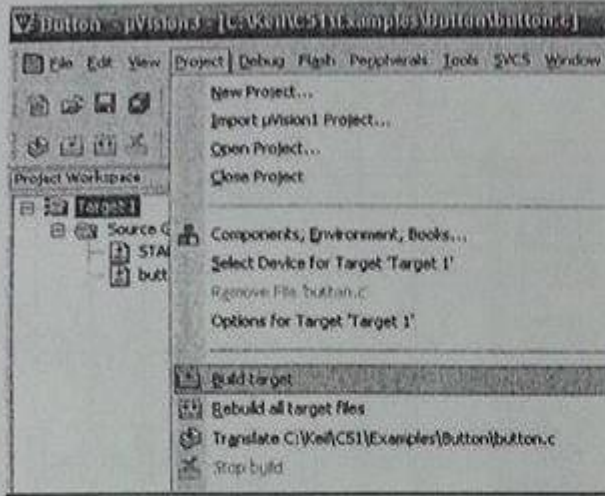 Button - µVision3 - [C:\Keil\C51\Examples\Button\button.c]
File Edit View Project Debug Flash Peripherals Tools SVCS Window
New Project...
Import µVision1 Project...
Open Project...
Close Project
Project Workspace
Target 1
Source G
STA
butt
Components, Environment, Books...
Select Device for Target 'Target 1'
Remove File 'button.c'
Options for Target 'Target 1'
Build target
Rebuild all target files
Translate C:\Keil\C51\Examples\Button\button.c
Stop build